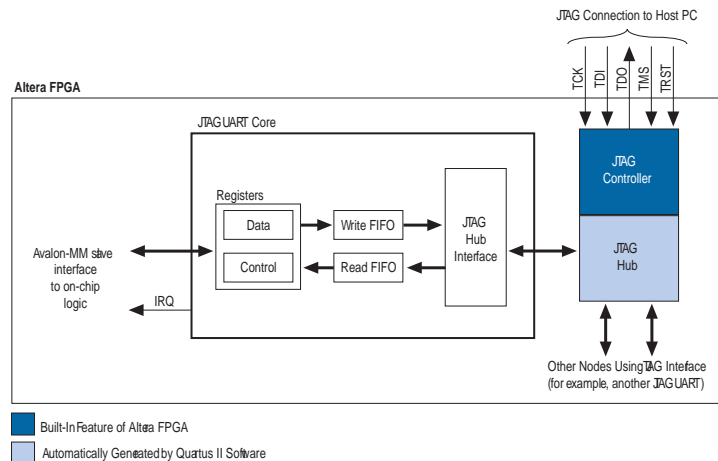 JTAG Connection to Host PC
TCK
TDI
TDO
TMS
TRST
Altera FPGA
JTAG UART Core
JTAG
Controller
Registers
Data
Write FIFO
JTAG
Hub
Interface
Control
Read FIFO
JTAG
Hub
Avalon-MM slave
interface
to on-chip
logic
IRQ
Other Nodes Using JTAG Interface
(for example, another JTAG UART)
Built-In Feature of Altera FPGA
Automatically Generated by Quartus II Software